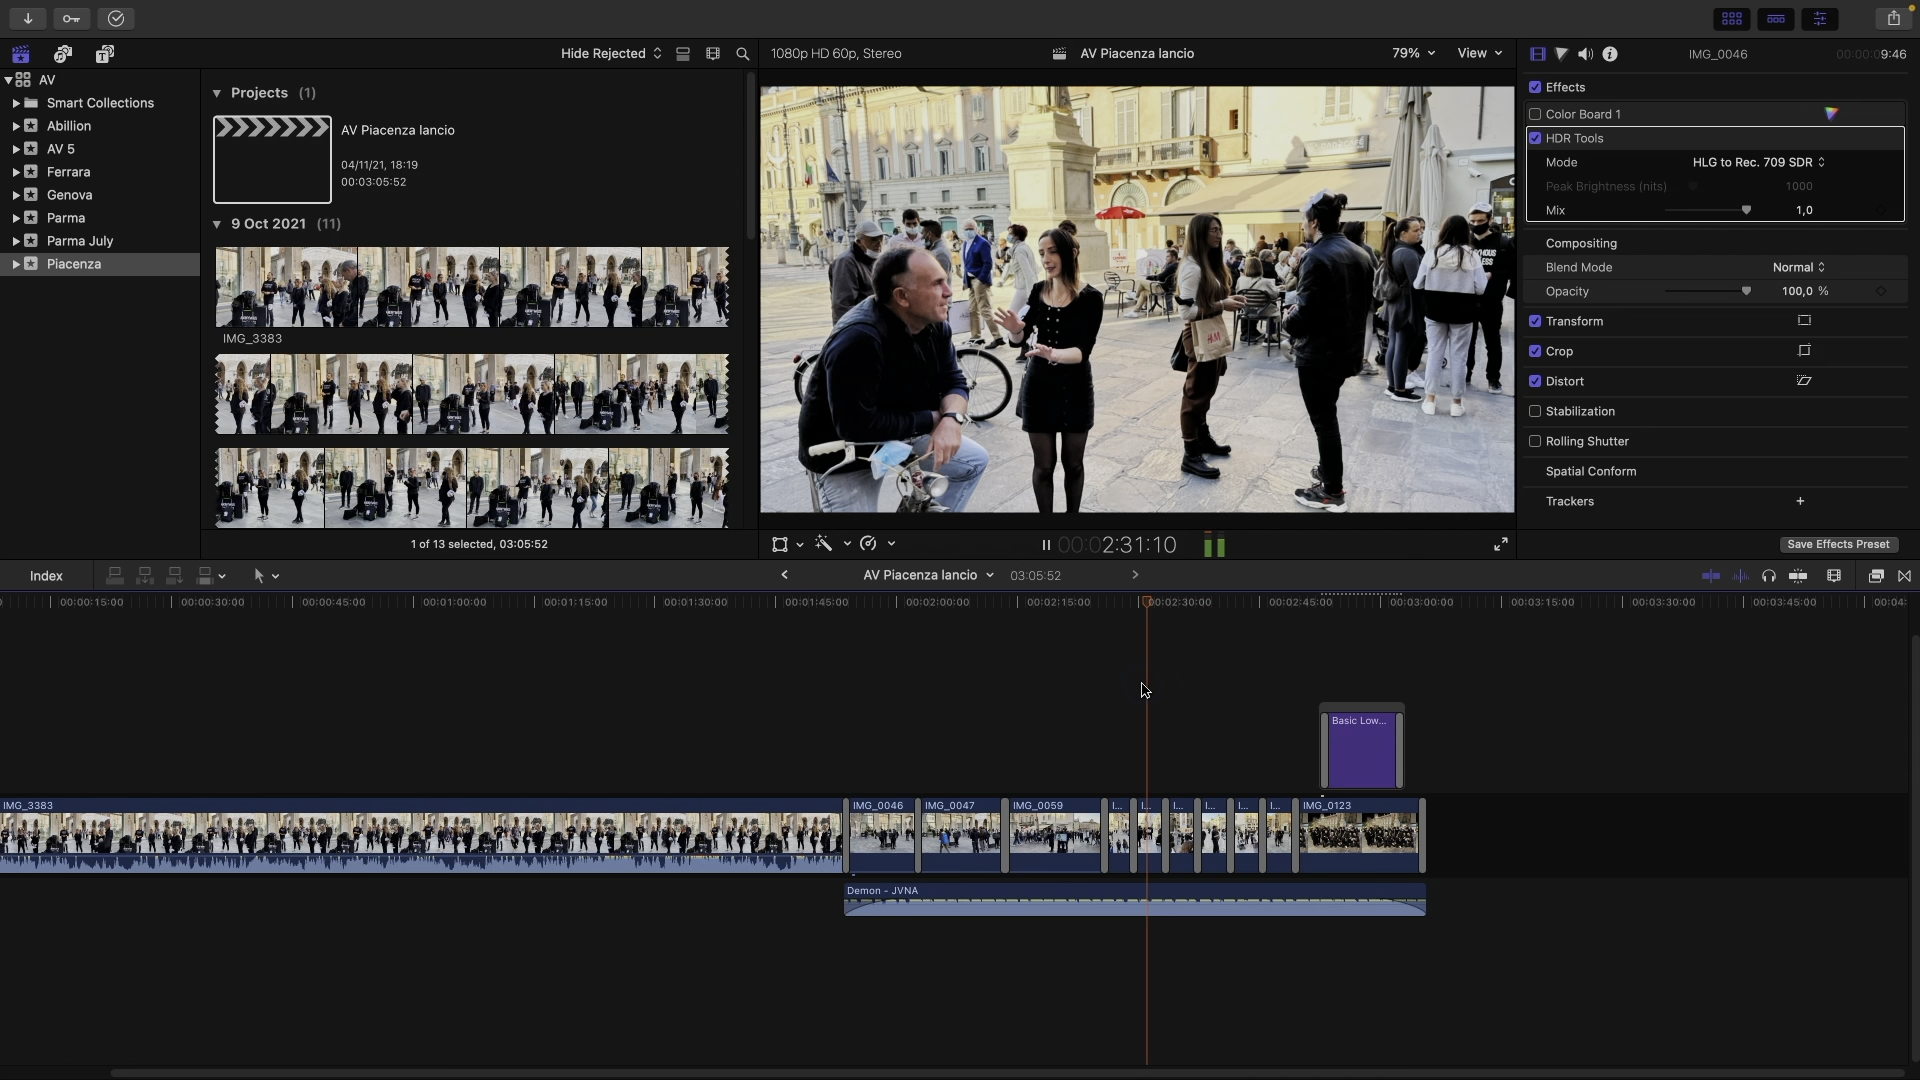 Hide Rejected
1080p HD 60p, Stereo
AV Piacenza lancio
79%
View
IMG_0046
00:00:09:46
AV
Smart Collections
Abillion
AV 5
Ferrara
Genova
Parma
Parma July
Piacenza
Projects (1)
AV Piacenza lancio
04/11/21, 18:19
00:03:05:52
9 Oct 2021 (11)
IMG_3383
1 of 13 selected, 03:05:52
H&M
00:02:31:10
Effects
Color Board 1
HDR Tools
Mode HLG to Rec. 709 SDR
Peak Brightness (nits) 1000
Mix 1,0
Compositing
Blend Mode Normal
Opacity 100,0 %
Transform
Crop
Distort
Stabilization
Rolling Shutter
Spatial Conform
Trackers
Save Effects Preset
Index
AV Piacenza lancio
03:05:52
00:00:15:00 00:00:30:00 00:00:45:00 00:01:00:00 00:01:15:00 00:01:30:00 00:01:45:00 00:02:00:00 00:02:15:00 00:02:30:00 00:02:45:00 00:03:00:00 00:03:15:00 00:03:30:00 00:03:45:00 00:04:
Basic Low...
IMG_3383 IMG_0046 IMG_0047 IMG_0059 I... I... I... I... I... I... IMG_0123
Demon - JVNA